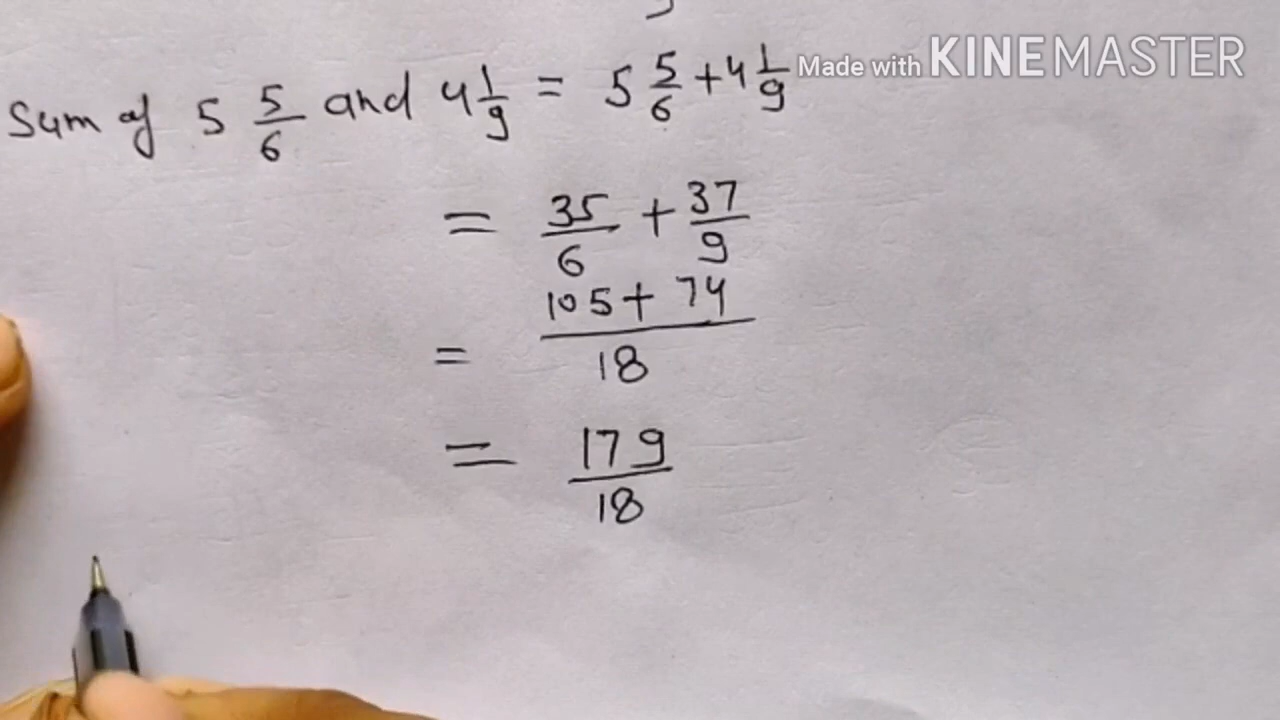 Sum of 5 5/6 and 4 1/9 = 5 5/6 + 4 1/9
Made with KINEMASTER
= 35/6 + 37/9
= 105 + 74 / 18
= 179/18